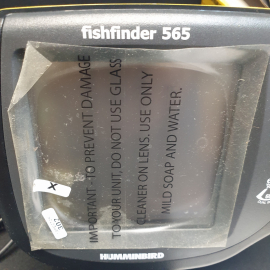 fishfinder 565
IMPORTANT - TO PREVENT DAMAGE
TO YOUR UNIT, DO NOT USE GLASS
CLEANER ON LENS. USE ONLY
MILD SOAP AND WATER.
X
HUMMINBIRD